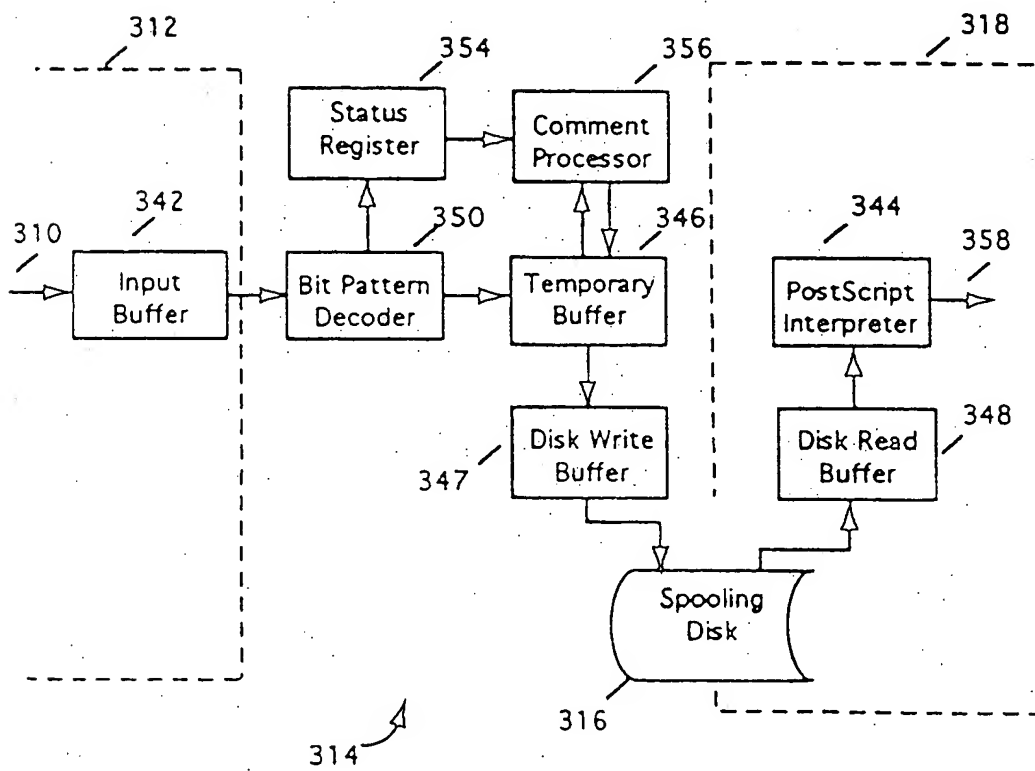 312
354
356
318
Status
Register
Comment
Processor
342
350
346
344
310
358
Input
Buffer
Bit Pattern
Decoder
Temporary
Buffer
PostScript
Interpreter
Disk Write
Buffer
Disk Read
Buffer
348
347
Spooling
Disk
316
314